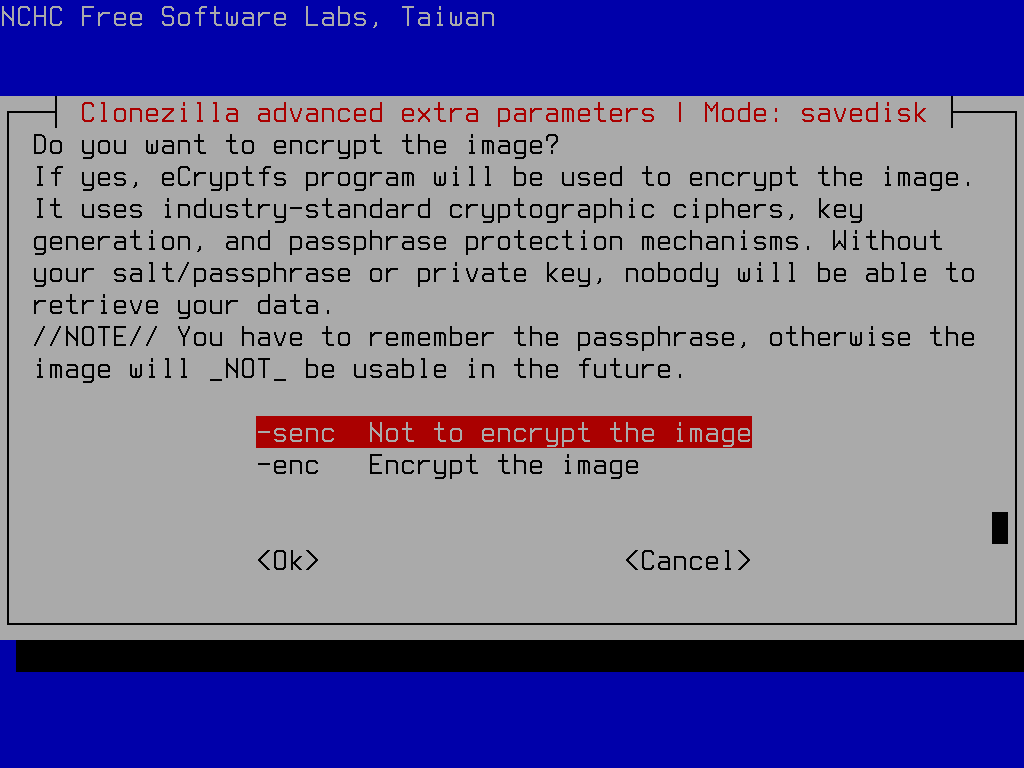 NCHC Free Software Labs, Taiwan
Clonezilla advanced extra parameters | Mode: savedisk
Do you want to encrypt the image?
If yes, eCryptfs program will be used to encrypt the image.
It uses industry-standard cryptographic ciphers, key
generation, and passphrase protection mechanisms. Without
your salt/passphrase or private key, nobody will be able to
retrieve your data.
//NOTE// You have to remember the passphrase, otherwise the
image will _NOT_ be usable in the future.
-senc  Not to encrypt the image
-enc   Encrypt the image
<Ok>                   <Cancel>